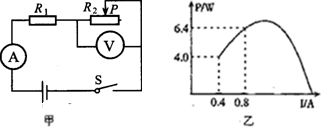 R₁ R₂ P
A V
S
甲
P/W
6.4
4.0
0.4 0.8 I/A
乙